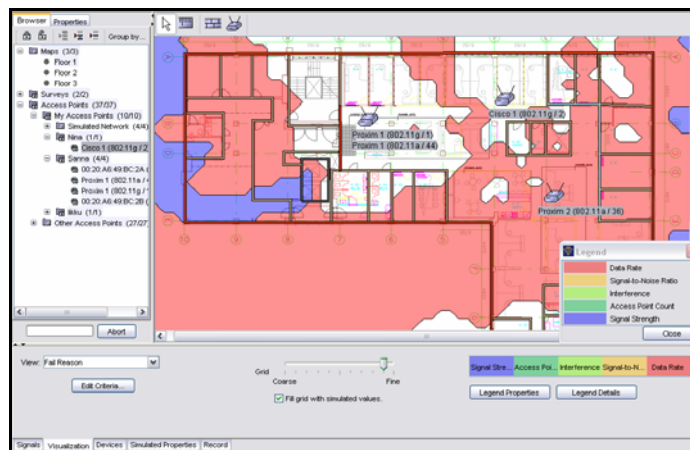 Browser
Properties
Group by...
Maps (3/3)
Floor 1
Floor 2
Floor 3
Surveys (2/2)
Access Points (37/37)
My Access Points (10/10)
Simulated Network (4/4)
Nina (1/1)
Cisco 1 (802.11g / 2
Sanna (4/4)
00:20:A6:49:BC:2A (
Proxim 1 (802.11a / 4
Proxim 1 (802.11g / 1
00:20:A6:49:BC:2B (
Ikku (1/1)
Other Access Points (27/27
Abort
Cisco 1 (802.11g / 2)
Proxim 1 (802.11g / 1)
Proxim 1 (802.11a / 44)
Proxim 2 (802.11a / 36)
Legend
Data Rate
Signal-to-Noise Ratio
Interference
Access Point Count
Signal Strength
Close
View: Fail Reason
Edit Criteria...
Grid
Coarse
Fine
Fill grid with simulated values.
Signal Stre... Access Poi... Interference Signal-to-N... Data Rate
Legend Properties
Legend Details
Signals
Visualization
Devices
Simulated Properties
Record